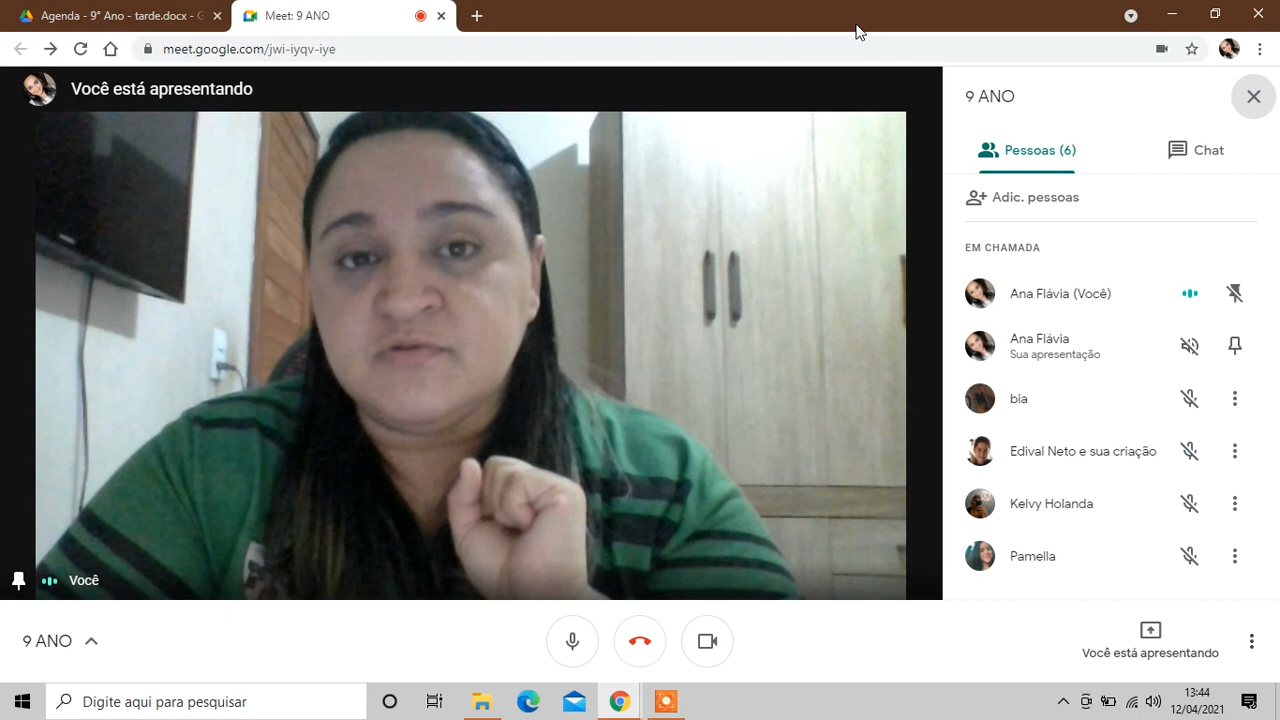 Agenda - 9° Ano - tarde.docx - G
Meet: 9 ANO
meet.google.com/jwi-iyqv-iye
Você está apresentando
9 ANO
Pessoas (6)
Chat
Adic. pessoas
EM CHAMADA
Ana Flávia (Você)
Ana Flávia
Sua apresentação
bia
Edival Neto e sua criação
Kelvy Holanda
Pamella
Você
9 ANO
Você está apresentando
Digite aqui para pesquisar
13:44
12/04/2021